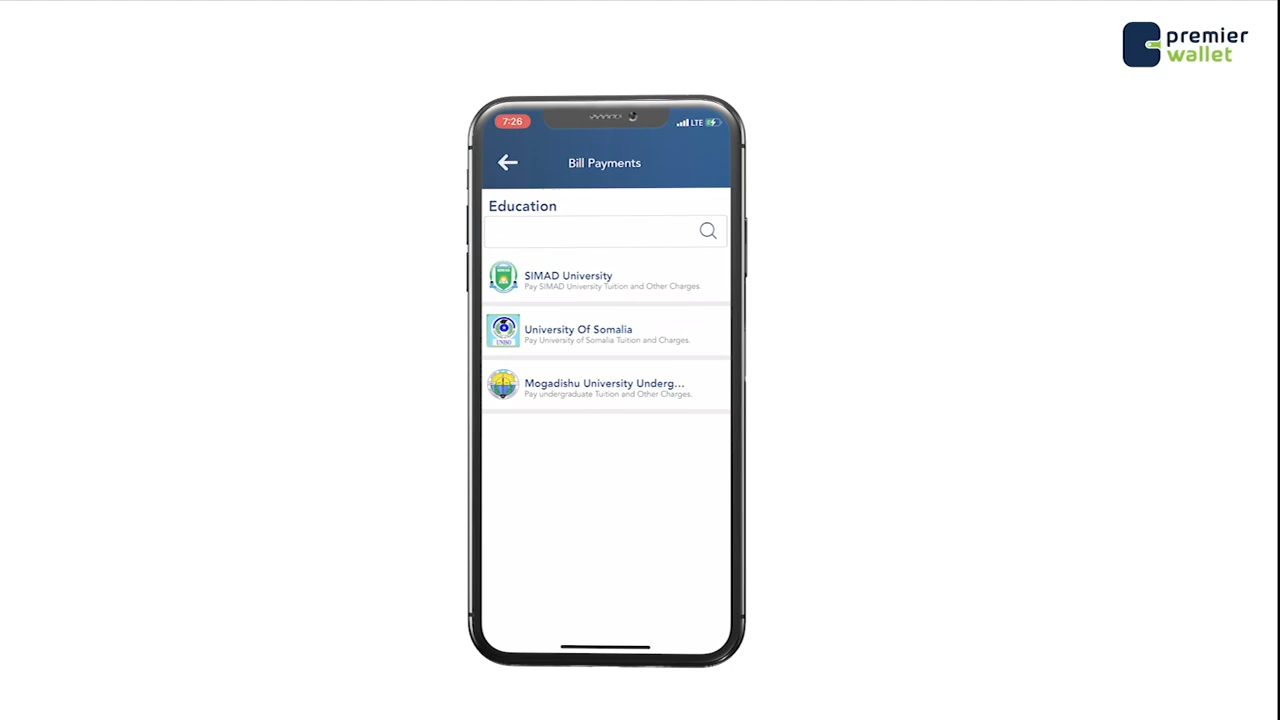 premier
wallet
7:26
LTE
Bill Payments
Education
SIMAD University
Pay SIMAD University Tuition and Other Charges.
University Of Somalia
Pay University of Somalia Tuition and Charges.
UNISO
Mogadishu University Underg...
Pay undergraduate Tuition and Other Charges.